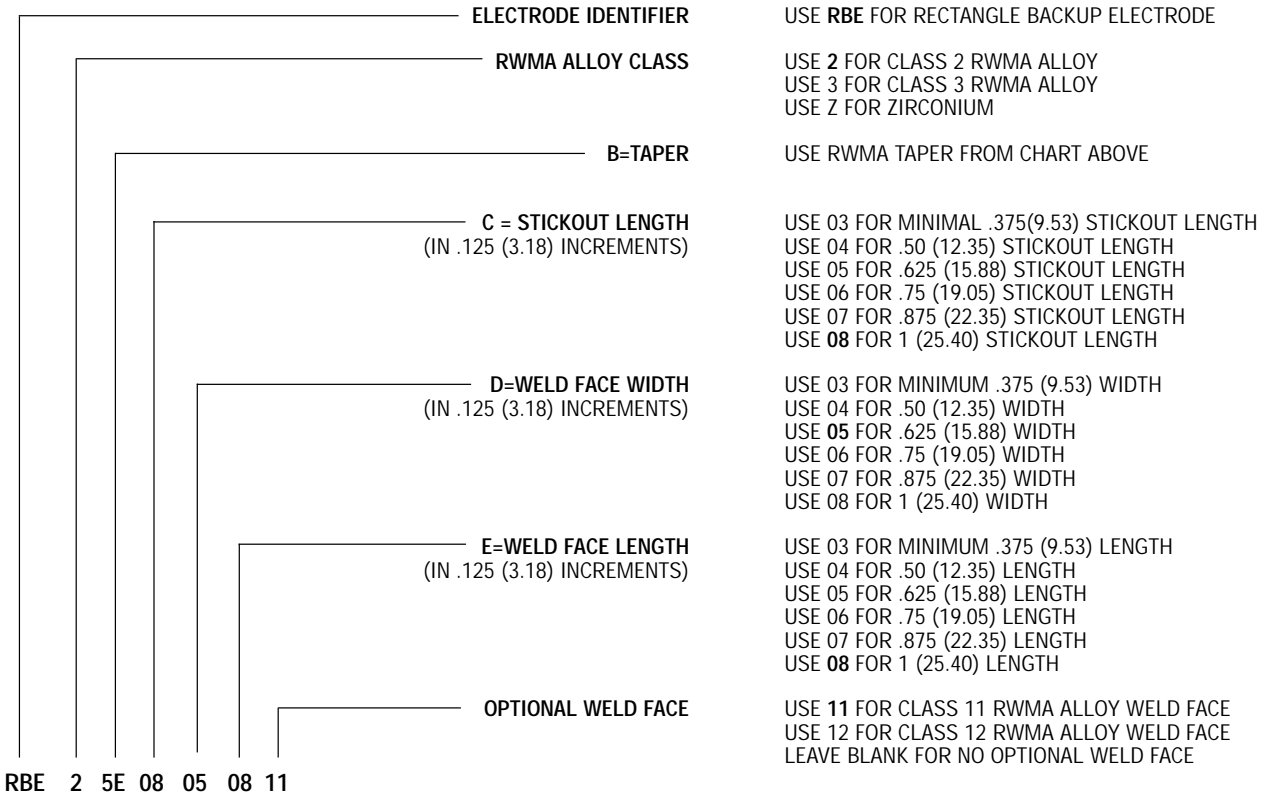 ELECTRODE IDENTIFIER USE RBE FOR RECTANGLE BACKUP ELECTRODE
RWMA ALLOY CLASS USE 2 FOR CLASS 2 RWMA ALLOY
USE 3 FOR CLASS 3 RWMA ALLOY
USE Z FOR ZIRCONIUM
B=TAPER USE RWMA TAPER FROM CHART ABOVE
C = STICKOUT LENGTH USE 03 FOR MINIMAL .375(9.53) STICKOUT LENGTH
(IN .125 (3.18) INCREMENTS) USE 04 FOR .50 (12.35) STICKOUT LENGTH
USE 05 FOR .625 (15.88) STICKOUT LENGTH
USE 06 FOR .75 (19.05) STICKOUT LENGTH
USE 07 FOR .875 (22.35) STICKOUT LENGTH
USE 08 FOR 1 (25.40) STICKOUT LENGTH
D=WELD FACE WIDTH USE 03 FOR MINIMUM .375 (9.53) WIDTH
(IN .125 (3.18) INCREMENTS) USE 04 FOR .50 (12.35) WIDTH
USE 05 FOR .625 (15.88) WIDTH
USE 06 FOR .75 (19.05) WIDTH
USE 07 FOR .875 (22.35) WIDTH
USE 08 FOR 1 (25.40) WIDTH
E=WELD FACE LENGTH USE 03 FOR MINIMUM .375 (9.53) LENGTH
(IN .125 (3.18) INCREMENTS) USE 04 FOR .50 (12.35) LENGTH
USE 05 FOR .625 (15.88) LENGTH
USE 06 FOR .75 (19.05) LENGTH
USE 07 FOR .875 (22.35) LENGTH
USE 08 FOR 1 (25.40) LENGTH
OPTIONAL WELD FACE USE 11 FOR CLASS 11 RWMA ALLOY WELD FACE
USE 12 FOR CLASS 12 RWMA ALLOY WELD FACE
LEAVE BLANK FOR NO OPTIONAL WELD FACE
RBE 2 5E 08 05 08 11